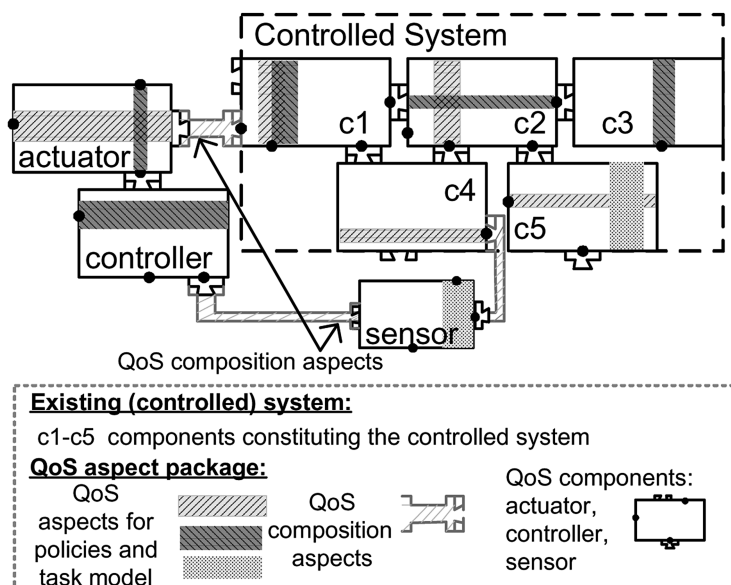 Controlled System
c1
c2
c3
actuator
c4
c5
controller
sensor
QoS composition aspects
Existing (controlled) system:
c1-c5 components constituting the controlled system
QoS aspect package:
QoS
aspects for
policies and
task model
QoS
composition
aspects
QoS components:
actuator,
controller,
sensor